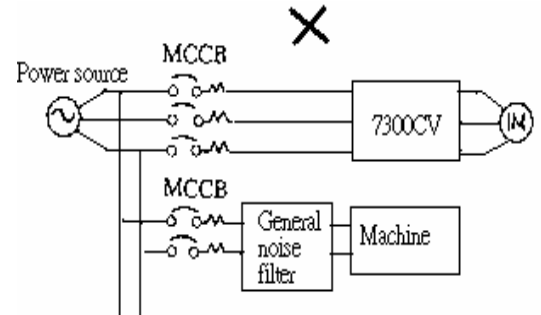 MCCB
Power source
7300CV
IM
MCCB
General
noise
filter
Machine